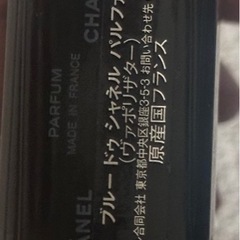 PARFUM
MADE IN FRANCE
ANEL CHA
ブルー ドゥ シャネル パルファ
(ヴァポリザター)
ン合同会社 東京都中央区銀座3-5-3 お問い合わせ先
原産国フランス